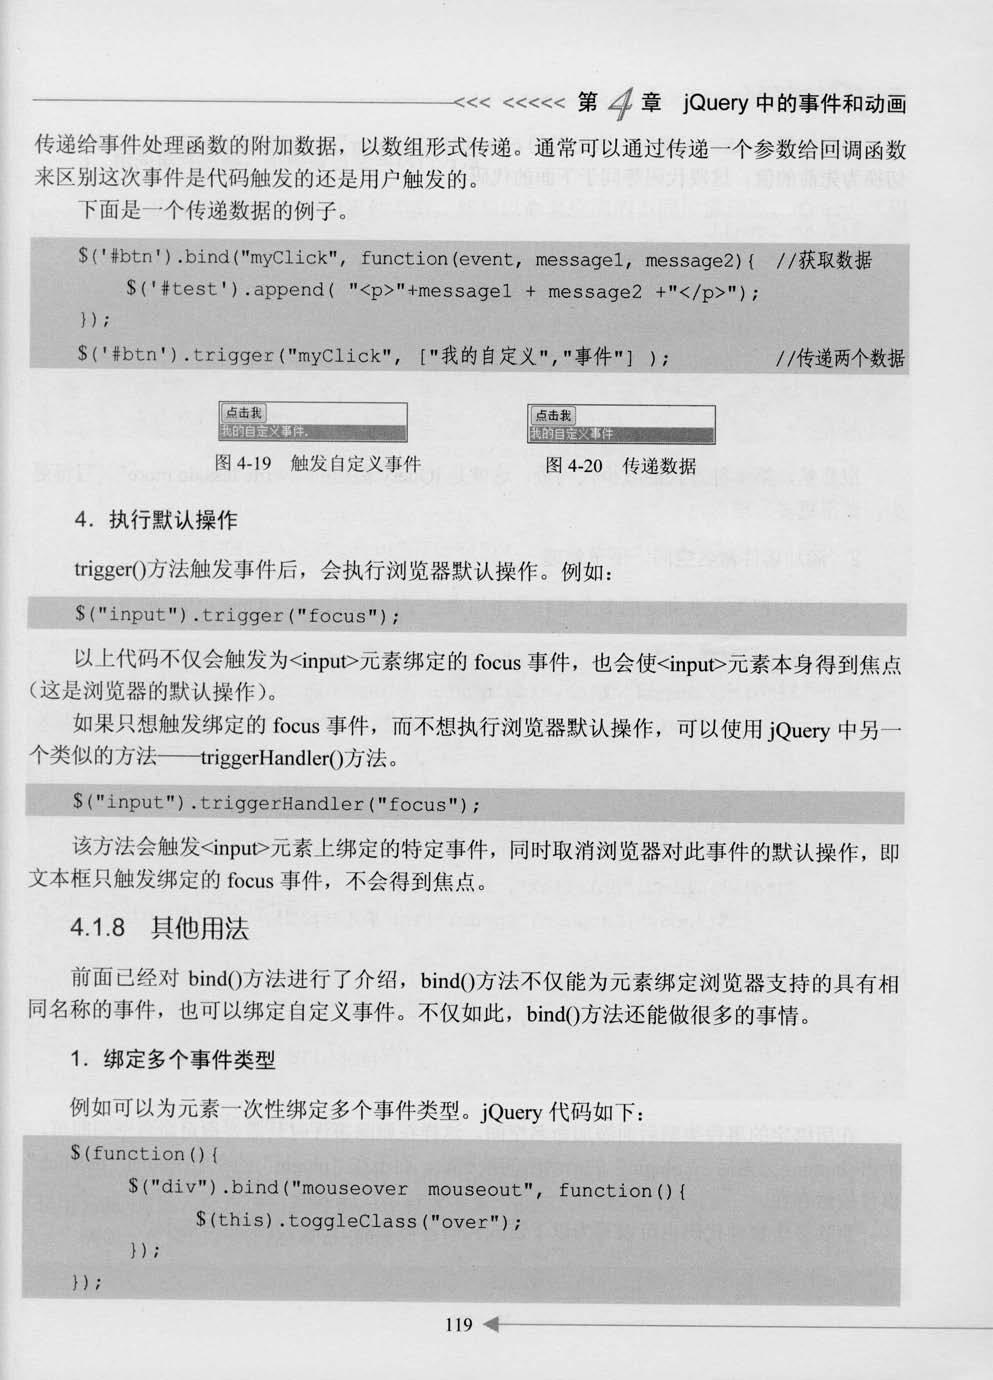 <<< <<<<< 第4章 jQuery 中的事件和动画
传递给事件处理函数的附加数据，以数组形式传递。通常可以通过传递一个参数给回调函数
来区别这次事件是代码触发的还是用户触发的。
下面是一个传递数据的例子。
$('#btn').bind("myClick", function(event, message1, message2){ //获取数据
$('#test').append( "<p>"+message1 + message2 +"</p>");
});
$('#btn').trigger("myClick", ["我的自定义","事件"] ); //传递两个数据
点击我
我的自定义事件.
点击我
我的自定义事件
图 4-19 触发自定义事件
图 4-20 传递数据
4．执行默认操作
trigger()方法触发事件后，会执行浏览器默认操作。例如：
$("input").trigger("focus");
以上代码不仅会触发为<input>元素绑定的 focus 事件，也会使<input>元素本身得到焦点
（这是浏览器的默认操作）。
如果只想触发绑定的 focus 事件，而不想执行浏览器默认操作，可以使用 jQuery 中另一
个类似的方法——triggerHandler()方法。
$("input").triggerHandler("focus");
该方法会触发<input>元素上绑定的特定事件，同时取消浏览器对此事件的默认操作，即
文本框只触发绑定的 focus 事件，不会得到焦点。
4.1.8 其他用法
前面已经对 bind()方法进行了介绍，bind()方法不仅能为元素绑定浏览器支持的具有相
同名称的事件，也可以绑定自定义事件。不仅如此，bind()方法还能做很多的事情。
1．绑定多个事件类型
例如可以为元素一次性绑定多个事件类型。jQuery 代码如下：
$(function(){
$("div").bind("mouseover mouseout", function(){
$(this).toggleClass("over");
});
});
119